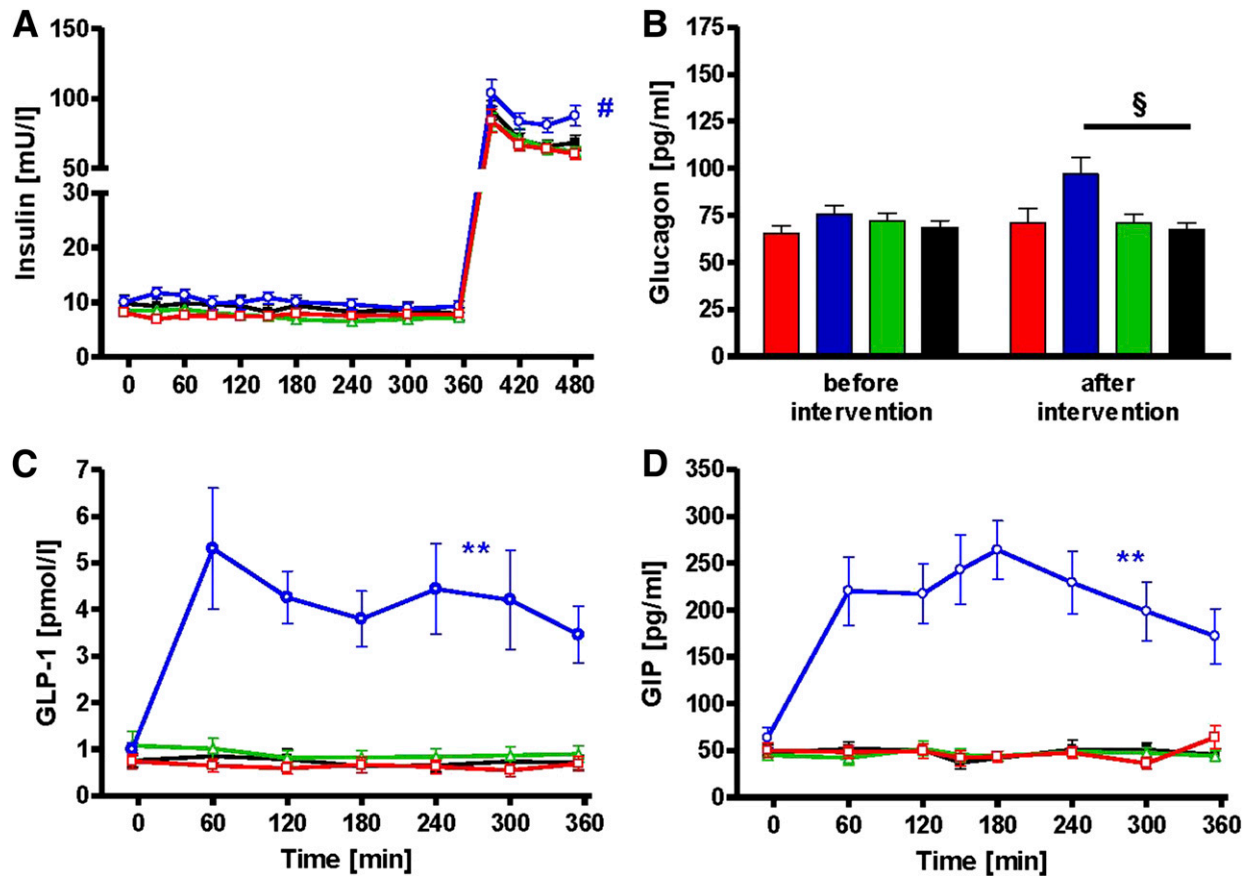 A
Insulin [mU/l]
150
100
50
30
20
10
0
#
0 60 120 180 240 300 360 420 480
B
Glucagon [pg/ml]
175
150
125
100
75
50
25
0
§
before
intervention
after
intervention
C
GLP-1 [pmol/l]
7
6
5
4
3
2
1
0
**
0 60 120 180 240 300 360
Time [min]
D
GIP [pg/ml]
350
300
250
200
150
100
50
0
**
0 60 120 180 240 300 360
Time [min]